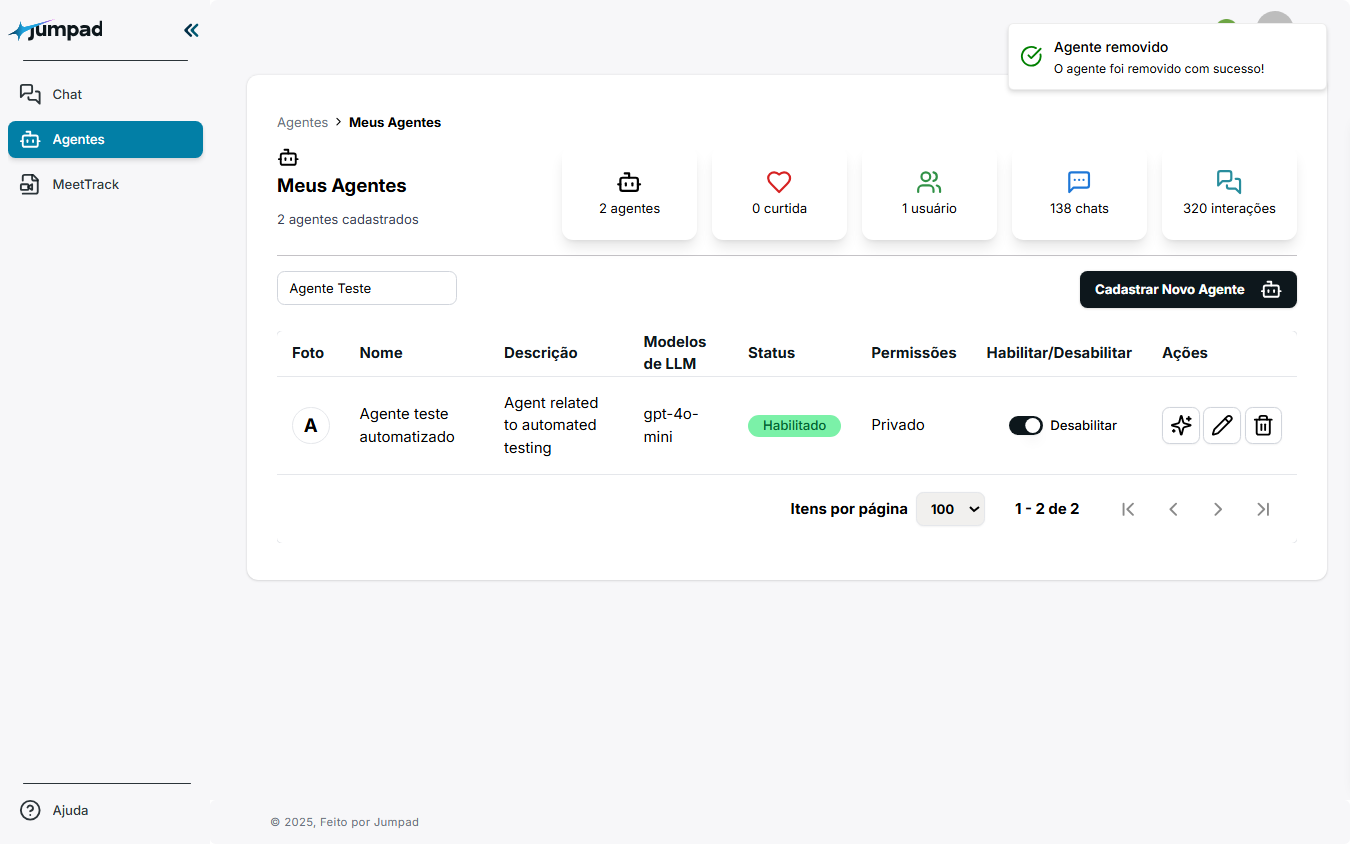 jumpad
Agente removido
O agente foi removido com sucesso!
Chat
Agentes
MeetTrack
Agentes > Meus Agentes
Meus Agentes
2 agentes cadastrados
2 agentes
0 curtida
1 usuário
138 chats
320 interações
Agente Teste
Cadastrar Novo Agente
Foto Nome Descrição Modelos de LLM Status Permissões Habilitar/Desabilitar Ações
A
Agente teste
automatizado
Agent related
to automated
testing
gpt-4o-
mini
Habilitado
Privado
Desabilitar
Itens por página 100 1 - 2 de 2
Ajuda
© 2025, Feito por Jumpad